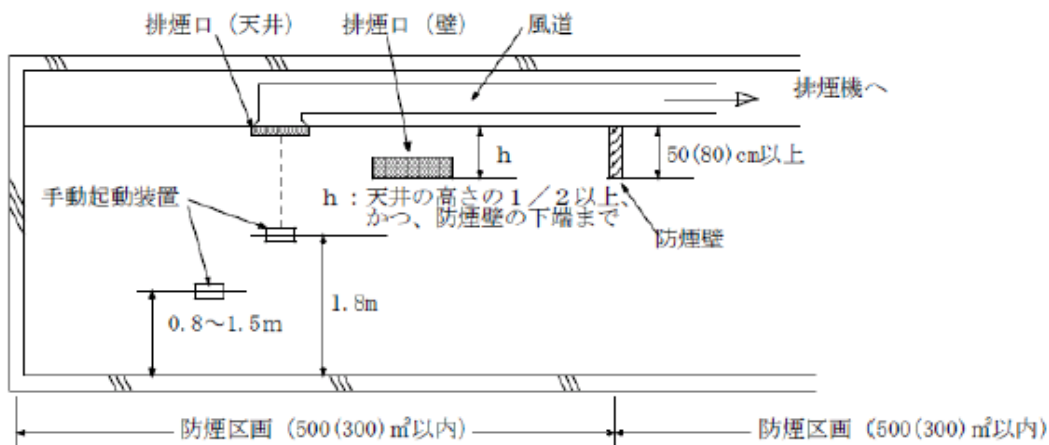 排煙口（天井）
排煙口（壁）
風道
排煙機へ
h
50(80)cm以上
手動起動装置
h：天井の高さの１／２以上、
かつ、防煙壁の下端まで
防煙壁
1.8m
0.8～1.5m
防煙区画（500(300)㎡以内）
防煙区画（500(300)㎡以内）